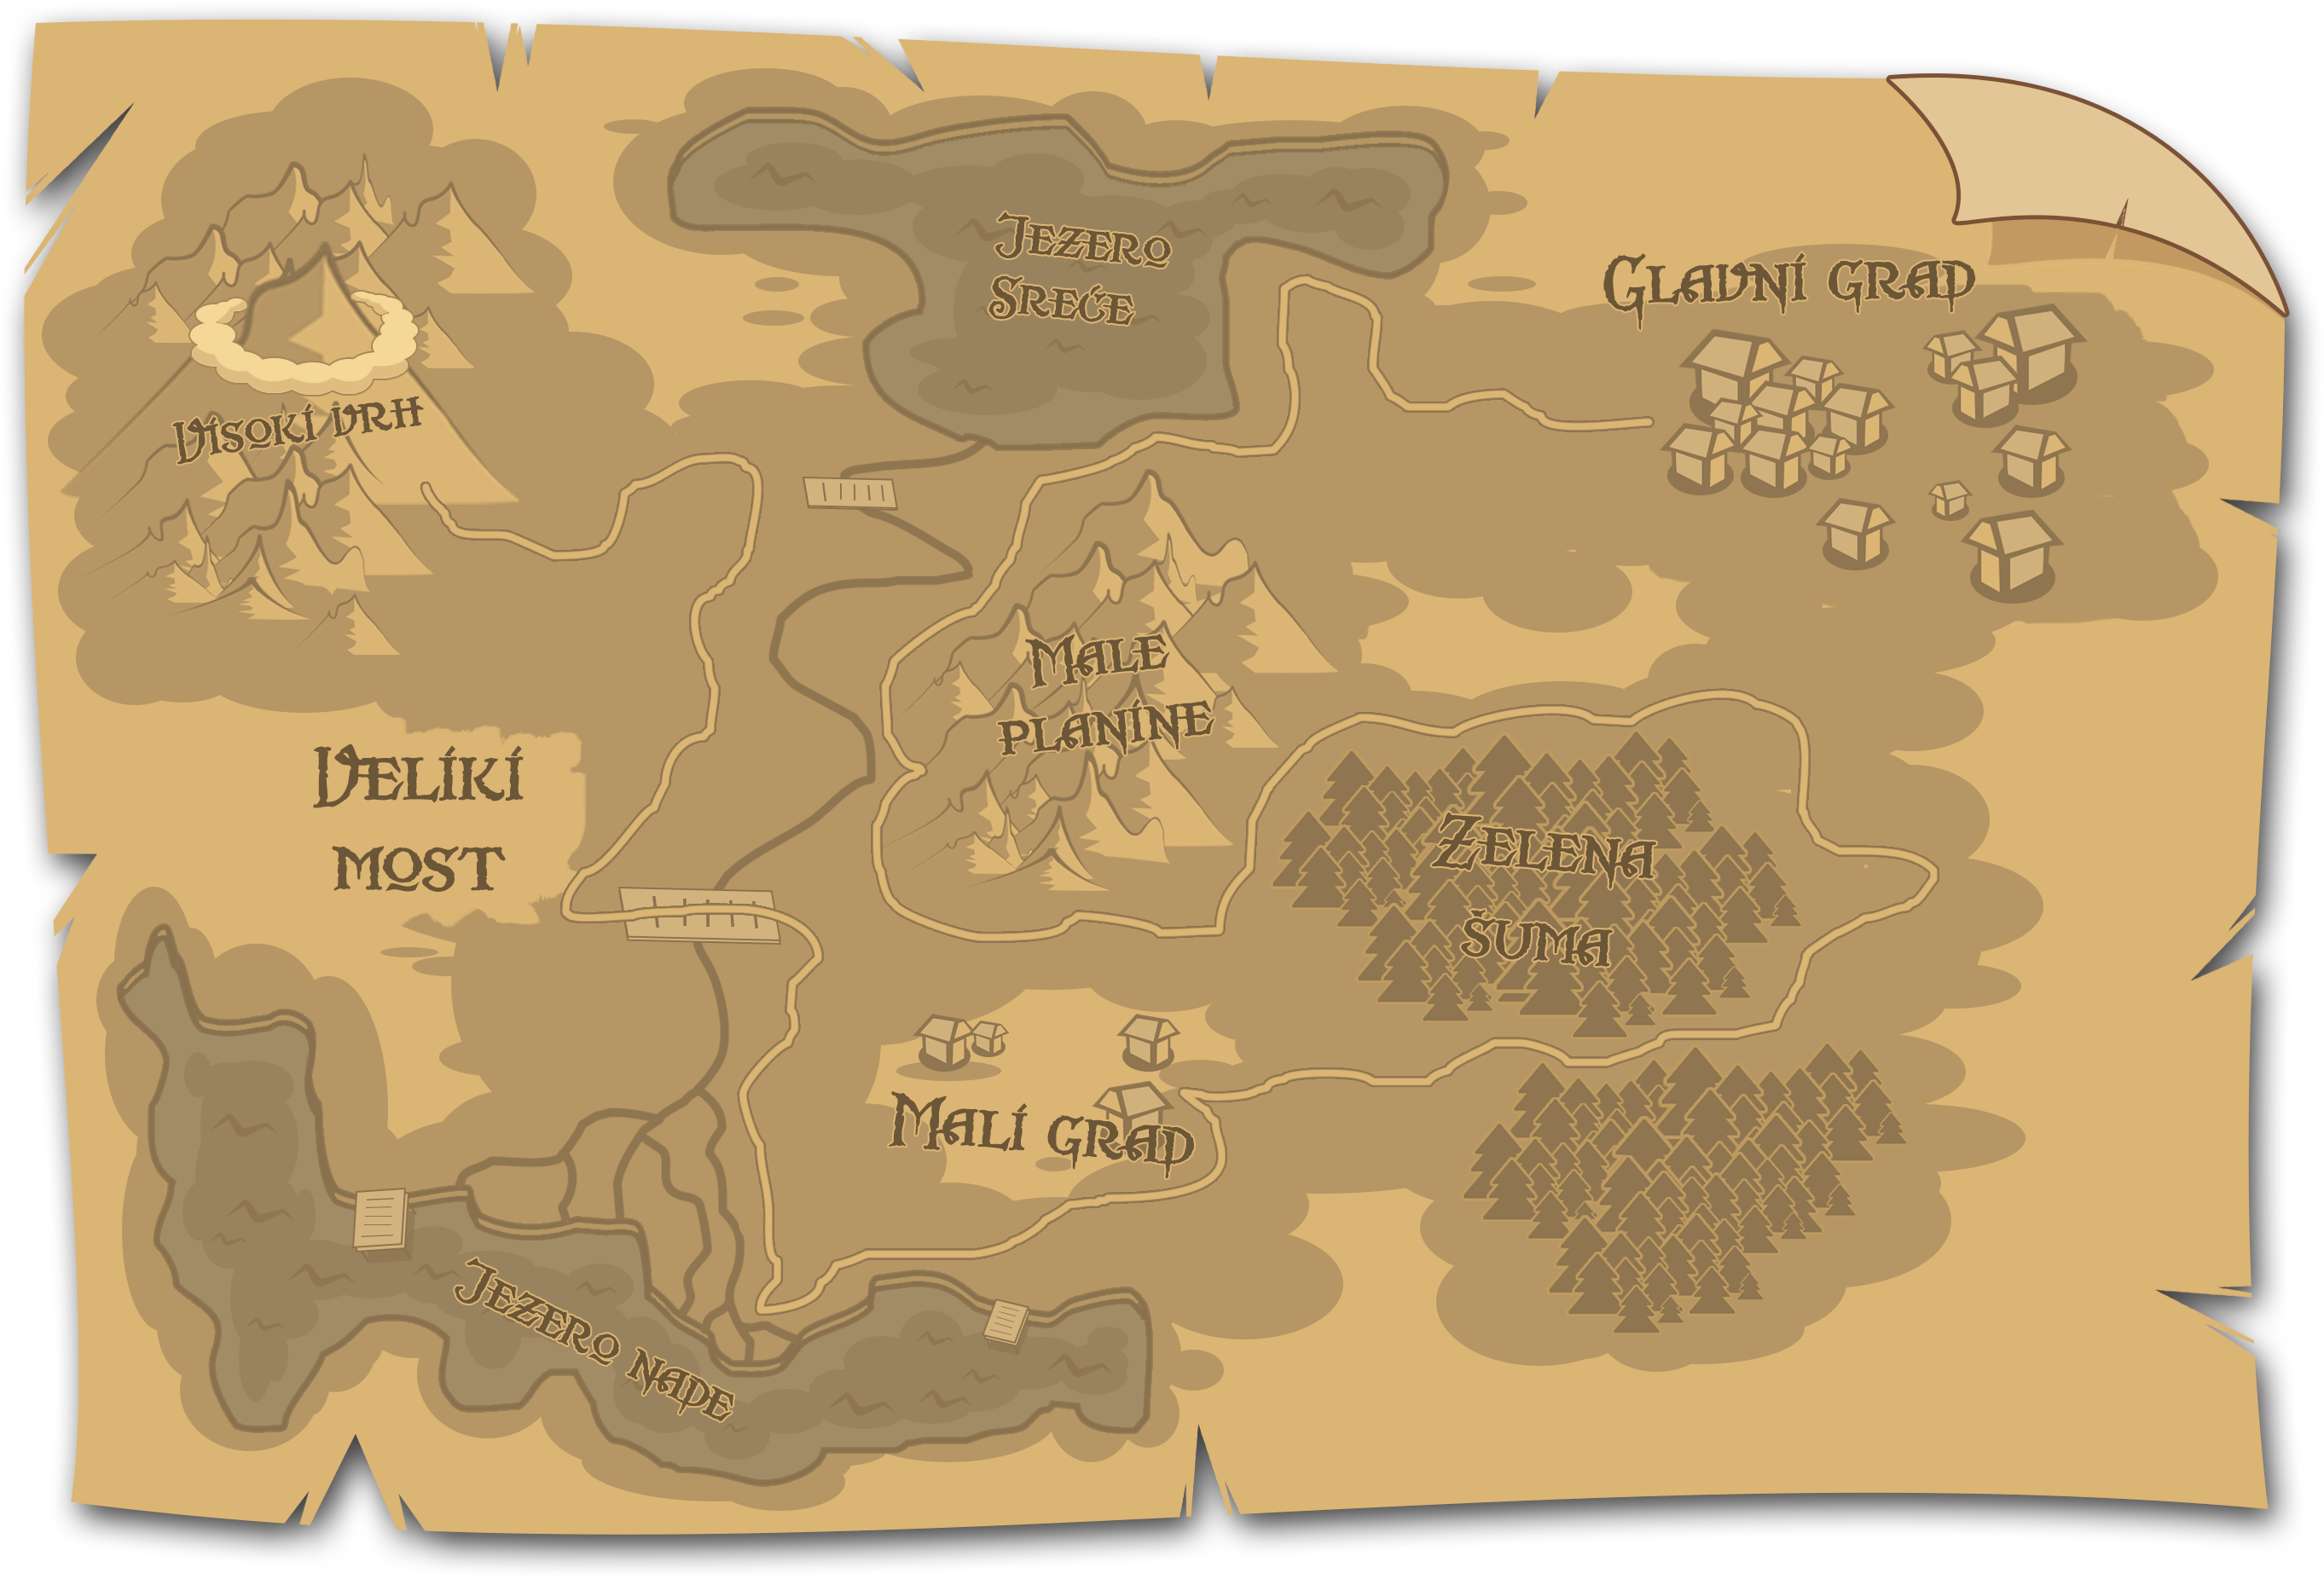 Jezero
Sreće
Glavni grad
Visoki vrh
Male
planine
Veliki
most
Zelena
šuma
Mali grad
Jezero nade